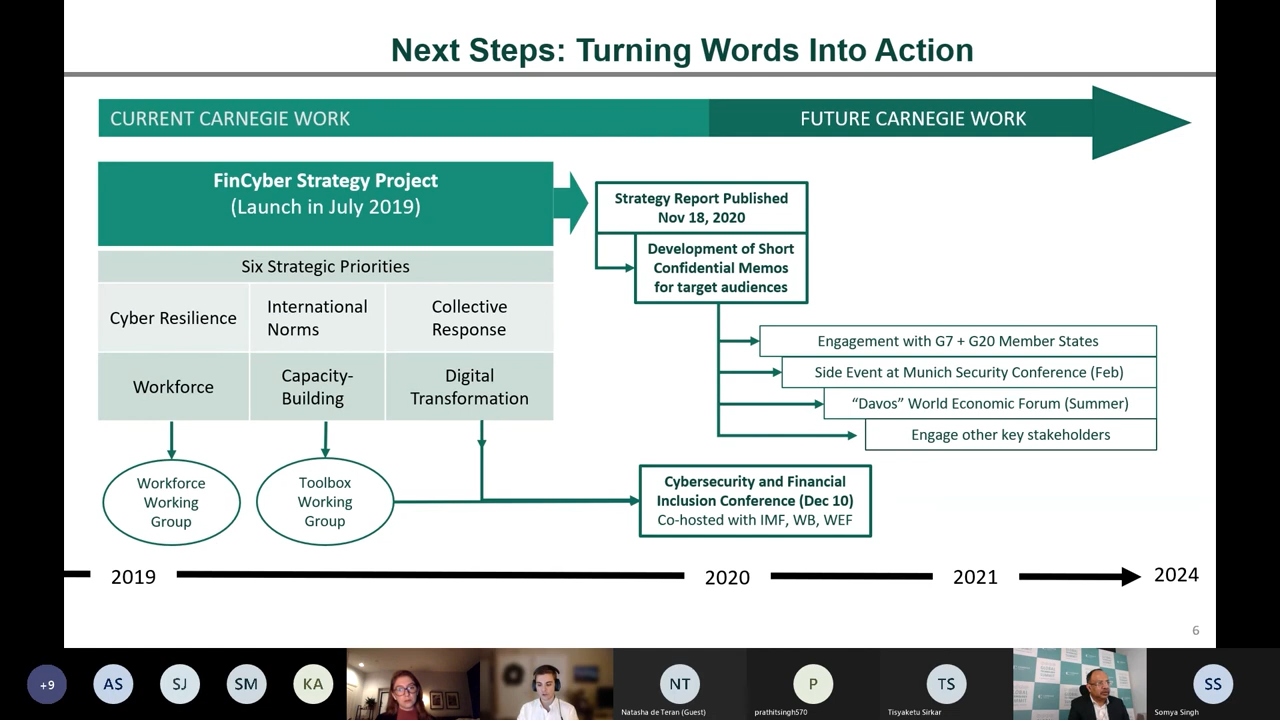 Next Steps: Turning Words Into Action
CURRENT CARNEGIE WORK
FUTURE CARNEGIE WORK
FinCyber Strategy Project
(Launch in July 2019)
Six Strategic Priorities
Cyber Resilience
International
Norms
Collective
Response
Workforce
Capacity-
Building
Digital
Transformation
Workforce
Working
Group
Toolbox
Working
Group
Strategy Report Published
Nov 18, 2020
Development of Short
Confidential Memos
for target audiences
Engagement with G7 + G20 Member States
Side Event at Munich Security Conference (Feb)
“Davos” World Economic Forum (Summer)
Engage other key stakeholders
Cybersecurity and Financial
Inclusion Conference (Dec 10)
Co-hosted with IMF, WB, WEF
2019
2020
2021
2024
6
+9
AS
SJ
SM
KA
NT
Natasha de Teran (Guest)
P
prathitsingh570
TS
Tisyaketu Sirkar
SS
Somya Singh